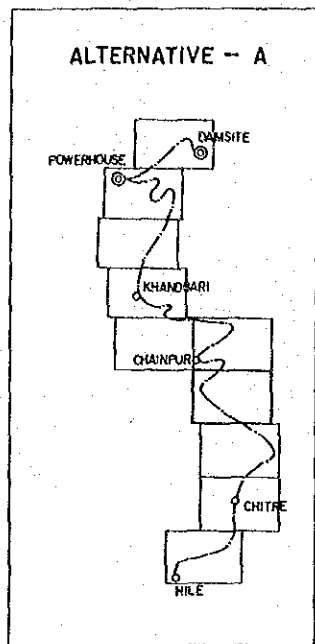 ALTERNATIVE - A
DAMSITE
POWERHOUSE
KHANDBARI
CHAINPUR
CHITRE
HILE